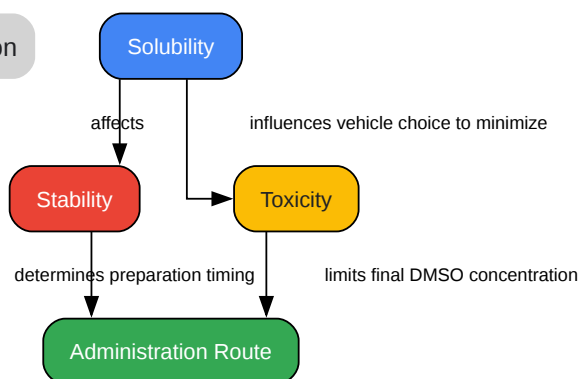 on
Solubility
affects
influences vehicle choice to minimize
Stability
Toxicity
determines preparation timing
limits final DMSO concentration
Administration Route